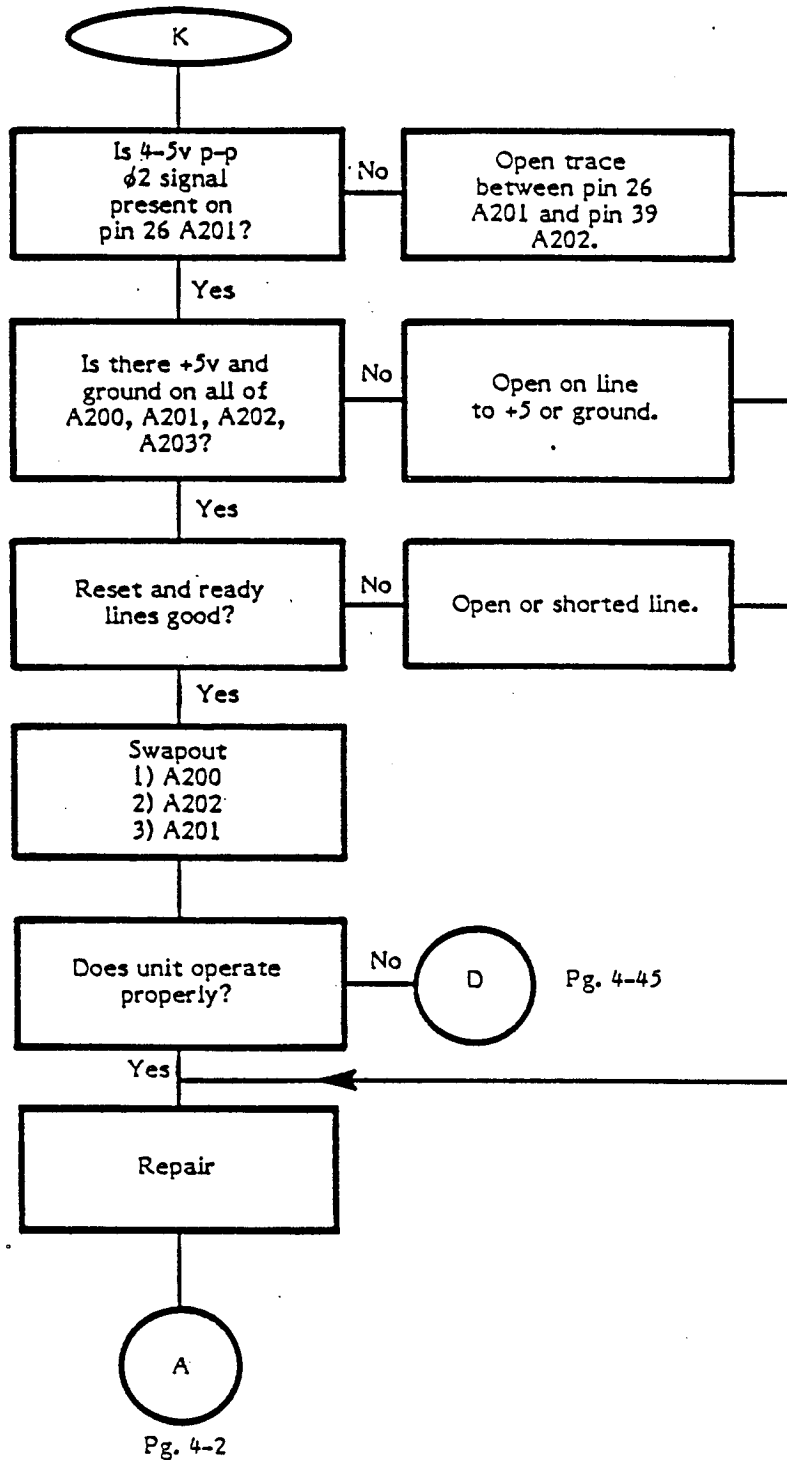 K
Is 4-5v p-p
ϕ2 signal
present on
pin 26 A201?
No
Open trace
between pin 26
A201 and pin 39
A202.
Yes
Is there +5v and
ground on all of
A200, A201, A202,
A203?
No
Open on line
to +5 or ground.
Yes
Reset and ready
lines good?
No
Open or shorted line.
Yes
Swapout
1) A200
2) A202
3) A201
Does unit operate
properly?
No
D
Pg. 4-45
Yes
Repair
A
Pg. 4-2